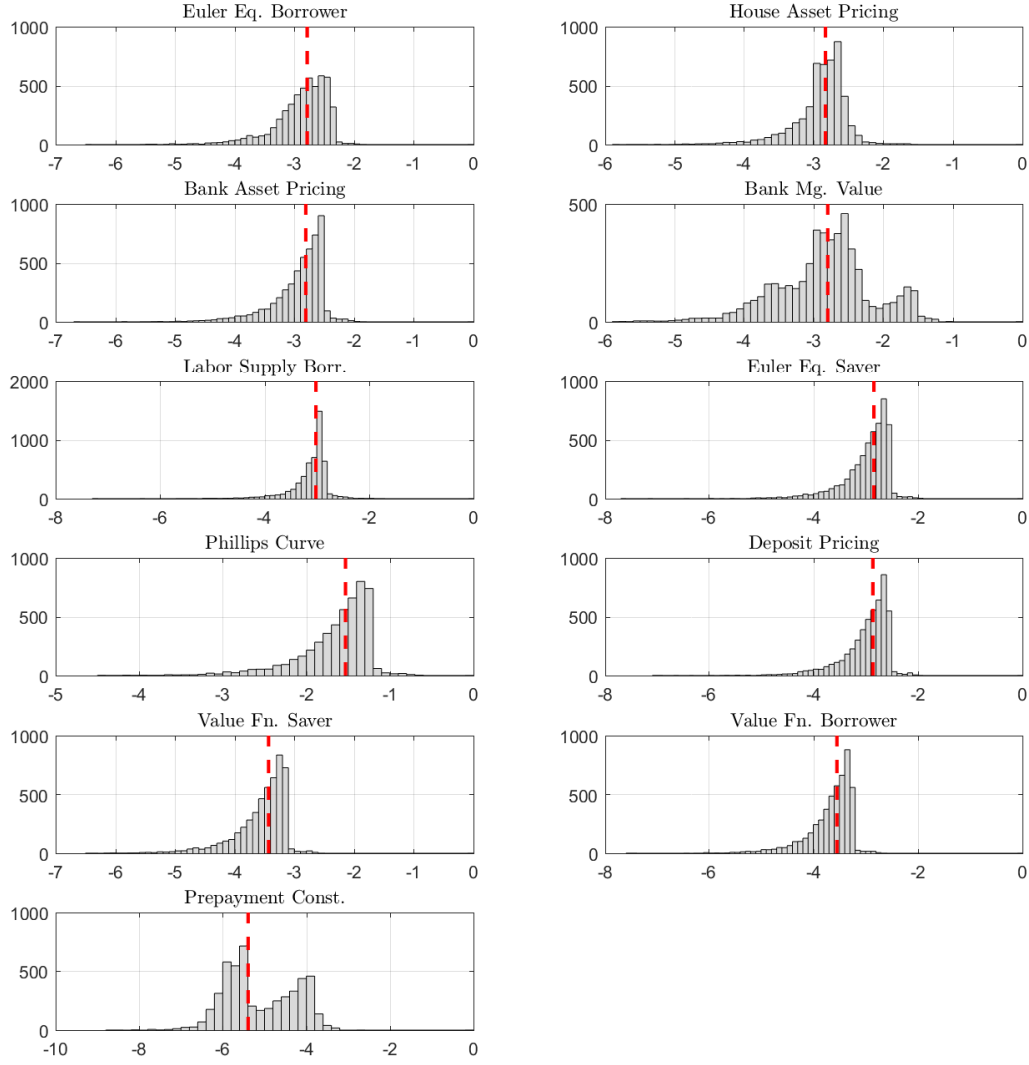 Euler Eq. Borrower
1000
500
0
-7 -6 -5 -4 -3 -2 -1 0
House Asset Pricing
1000
500
0
-6 -5 -4 -3 -2 -1 0
Bank Asset Pricing
1000
500
0
-7 -6 -5 -4 -3 -2 -1 0
Bank Mg. Value
500
0
-6 -5 -4 -3 -2 -1 0
Labor Supply Borr.
2000
1000
0
-8 -6 -4 -2 0
Euler Eq. Saver
1000
500
0
-8 -6 -4 -2 0
Phillips Curve
1000
500
0
-5 -4 -3 -2 -1 0
Deposit Pricing
1000
500
0
-8 -6 -4 -2 0
Value Fn. Saver
1000
500
0
-7 -6 -5 -4 -3 -2 -1 0
Value Fn. Borrower
1000
500
0
-8 -6 -4 -2 0
Prepayment Const.
1000
500
0
-10 -8 -6 -4 -2 0